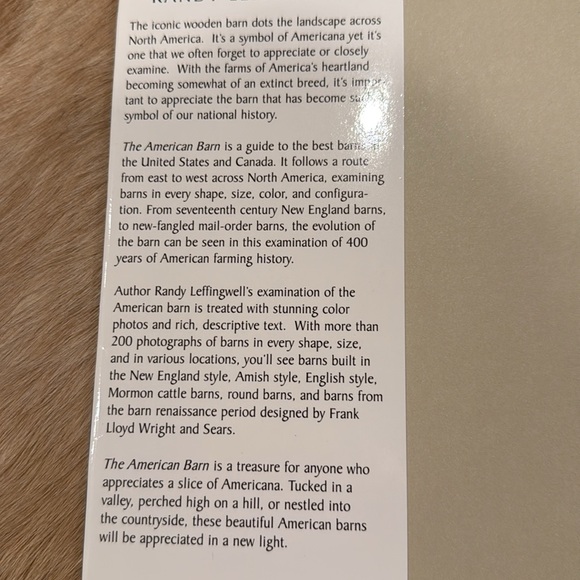 The iconic wooden barn dots the landscape across
North America. It's a symbol of Americana yet it's
one that we often forget to appreciate or closely
examine. With the farms of America's heartland
becoming somewhat of an extinct breed, it's impor-
tant to appreciate the barn that has become such
symbol of our national history.
The American Barn is a guide to the best barns
the United States and Canada. It follows a route
from east to west across North America, examining
barns in every shape, size, color, and configura-
tion. From seventeenth century New England barns,
to new-fangled mail-order barns, the evolution of
the barn can be seen in this examination of 400
years of American farming history.
Author Randy Leffingwell's examination of the
American barn is treated with stunning color
photos and rich, descriptive text. With more than
200 photographs of barns in every shape, size,
and in various locations, you'll see barns built in
the New England style, Amish style, English style,
Mormon cattle barns, round barns, and barns from
the barn renaissance period designed by Frank
Lloyd Wright and Sears.
The American Barn is a treasure for anyone who
appreciates a slice of Americana. Tucked in a
valley, perched high on a hill, or nestled into
the countryside, these beautiful American barns
will be appreciated in a new light.